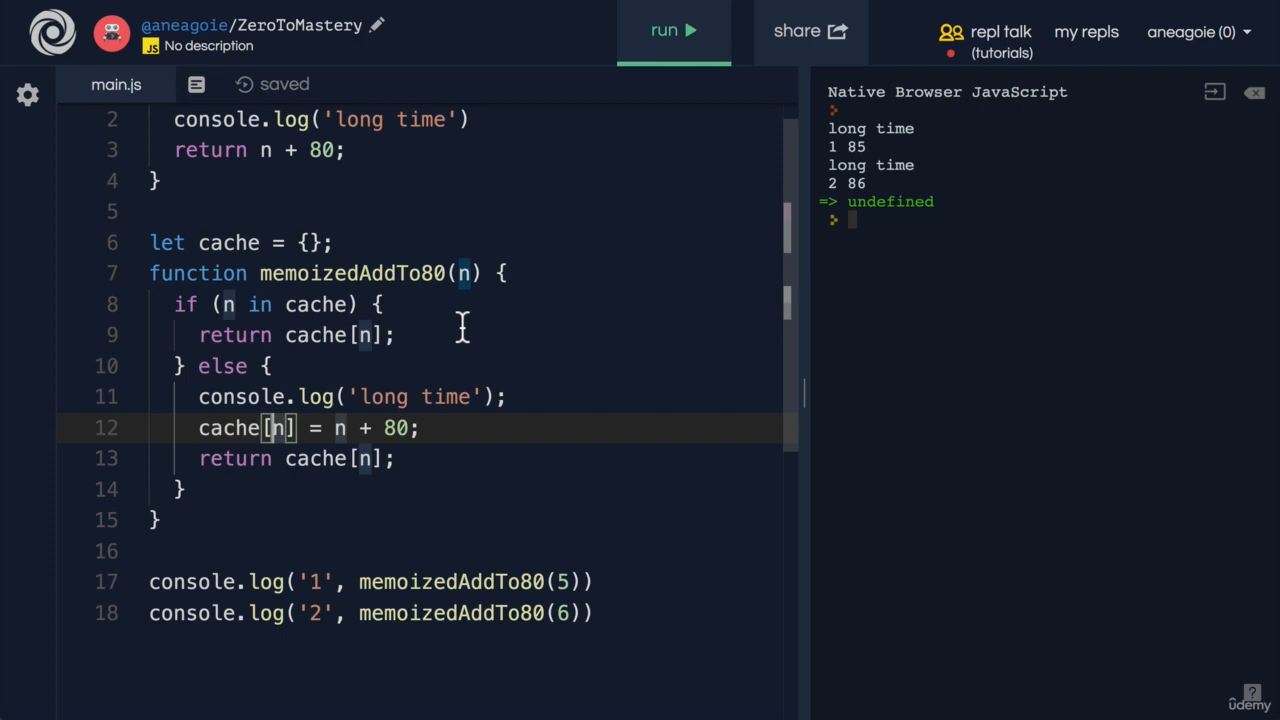 @aneagoie/ZeroToMastery
JS No description
run
share
repl talk
(tutorials)
my repls
aneagoie (0)
main.js
saved
2 console.log('long time')
3 return n + 80;
4 }
5
6 let cache = {};
7 function memoizedAddTo80(n) {
8 if (n in cache) {
9 return cache[n];
10 } else {
11 console.log('long time');
12 cache[n] = n + 80;
13 return cache[n];
14 }
15 }
16
17 console.log('1', memoizedAddTo80(5))
18 console.log('2', memoizedAddTo80(6))
Native Browser JavaScript
long time
1 85
long time
2 86
=> undefined
?
ûdemy